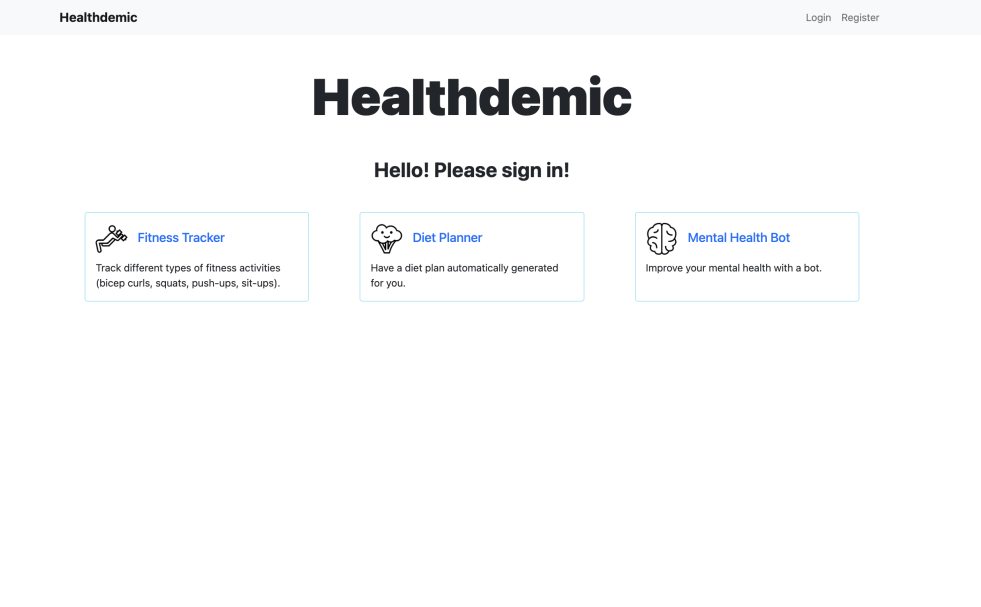 Healthdemic
Login
Register
Healthdemic
Hello! Please sign in!
Fitness Tracker
Track different types of fitness activities
(bicep curls, squats, push-ups, sit-ups).
Diet Planner
Have a diet plan automatically generated
for you.
Mental Health Bot
Improve your mental health with a bot.